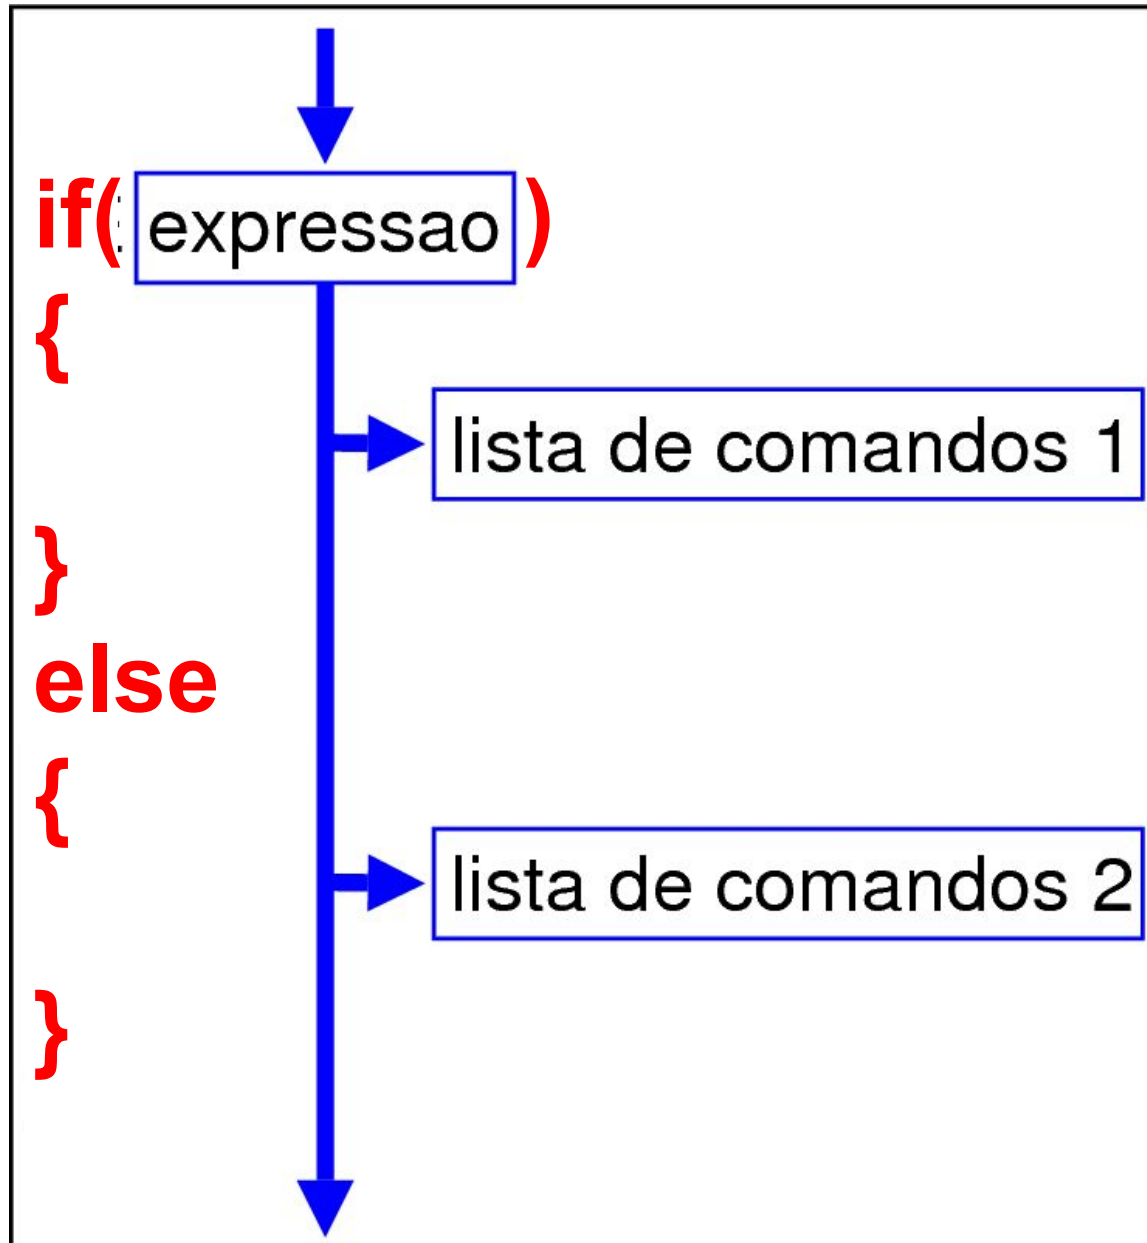 if( expressao )
{
lista de comandos 1
}
else
{
lista de comandos 2
}